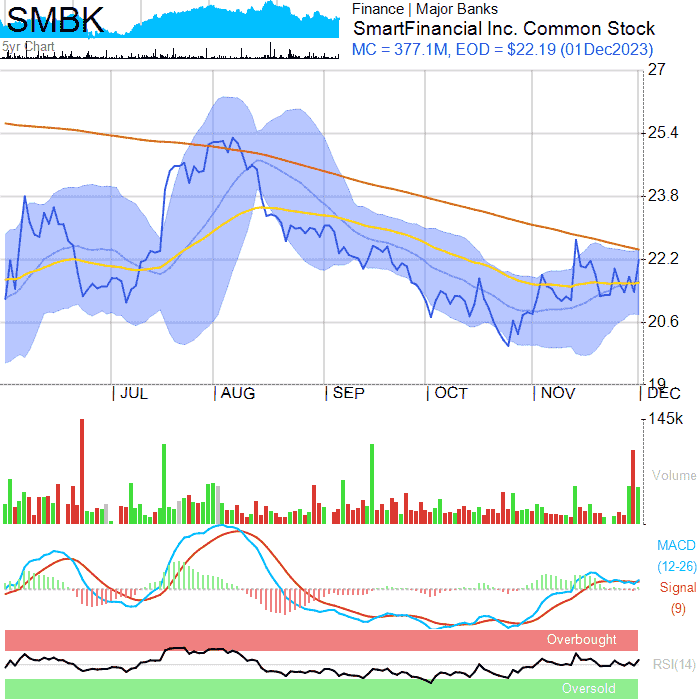 SMBK
5yr Chart
Finance | Major Banks
SmartFinancial Inc. Common Stock
MC = 377.1M, EOD = $22.19 (01Dec2023)
27
25.4
23.8
22.2
20.6
19
JUL
AUG
SEP
OCT
NOV
DEC
145k
Volume
MACD
(12-26)
Signal
(9)
Overbought
RSI(14)
Oversold